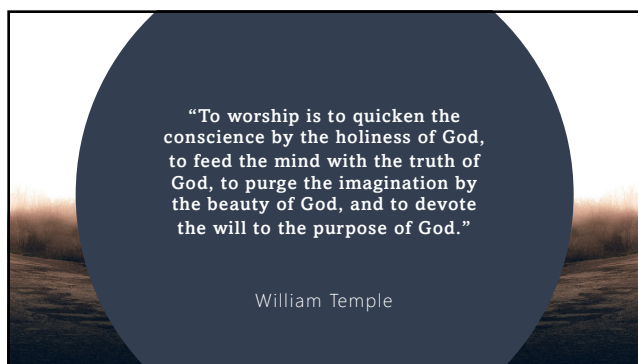 “To worship is to quicken the
conscience by the holiness of God,
to feed the mind with the truth of
God, to purge the imagination by
the beauty of God, and to devote
the will to the purpose of God.”
William Temple